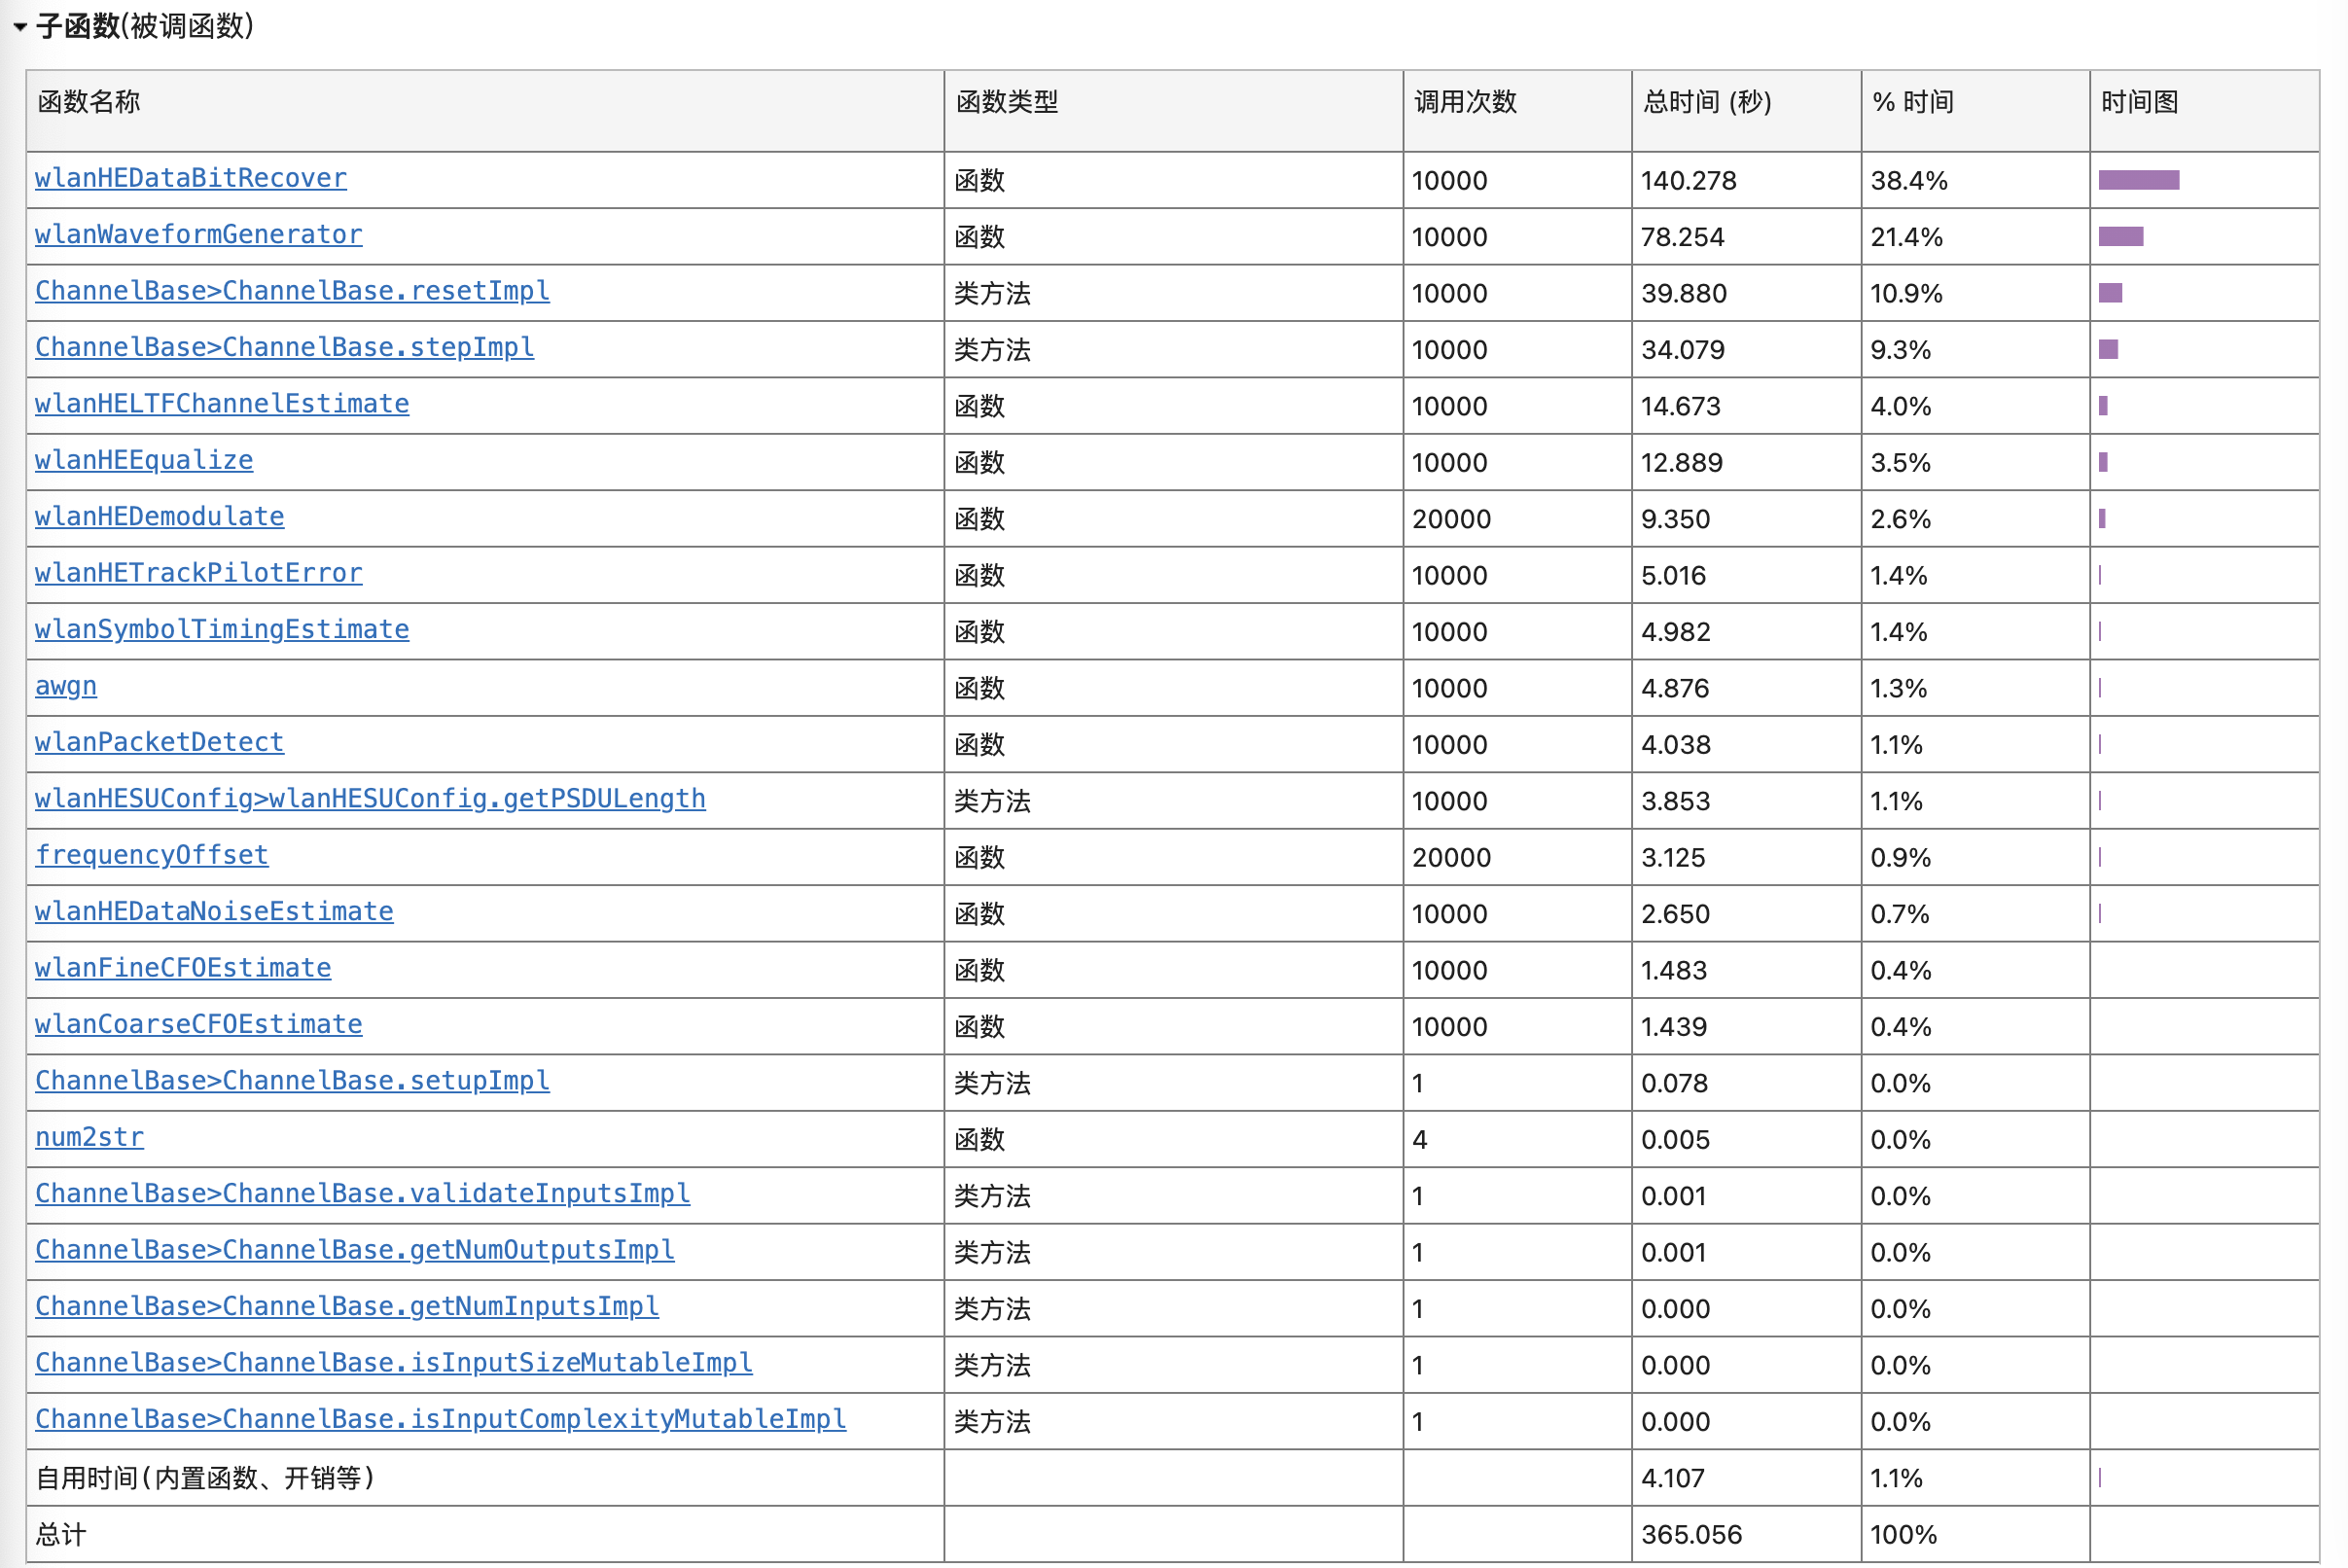 子函数(被调函数)
函数名称 函数类型 调用次数 总时间 (秒) % 时间 时间图
wlanHEDataBitRecover 函数 10000 140.278 38.4%
wlanWaveformGenerator 函数 10000 78.254 21.4%
ChannelBase>ChannelBase.resetImpl 类方法 10000 39.880 10.9%
ChannelBase>ChannelBase.stepImpl 类方法 10000 34.079 9.3%
wlanHELTFChannelEstimate 函数 10000 14.673 4.0%
wlanHEEqualize 函数 10000 12.889 3.5%
wlanHEDemodulate 函数 20000 9.350 2.6%
wlanHETrackPilotError 函数 10000 5.016 1.4%
wlanSymbolTimingEstimate 函数 10000 4.982 1.4%
awgn 函数 10000 4.876 1.3%
wlanPacketDetect 函数 10000 4.038 1.1%
wlanHESUConfig>wlanHESUConfig.getPSDULength 类方法 10000 3.853 1.1%
frequencyOffset 函数 20000 3.125 0.9%
wlanHEDataNoiseEstimate 函数 10000 2.650 0.7%
wlanFineCFOEstimate 函数 10000 1.483 0.4%
wlanCoarseCFOEstimate 函数 10000 1.439 0.4%
ChannelBase>ChannelBase.setupImpl 类方法 1 0.078 0.0%
num2str 函数 4 0.005 0.0%
ChannelBase>ChannelBase.validateInputsImpl 类方法 1 0.001 0.0%
ChannelBase>ChannelBase.getNumOutputsImpl 类方法 1 0.001 0.0%
ChannelBase>ChannelBase.getNumInputsImpl 类方法 1 0.000 0.0%
ChannelBase>ChannelBase.isInputSizeMutableImpl 类方法 1 0.000 0.0%
ChannelBase>ChannelBase.isInputComplexityMutableImpl 类方法 1 0.000 0.0%
自用时间(内置函数、开销等) 4.107 1.1%
总计 365.056 100%